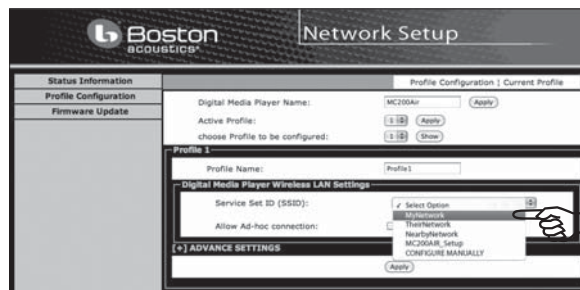 Boston
acoustics®
Network Setup
Status Information
Profile Configuration
Firmware Update
Profile Configuration | Current Profile
Digital Media Player Name: MC200Air Apply
Active Profile: 1 Apply
choose Profile to be configured: 1 Show
Profile 1
Profile Name: Profile1
Digital Media Player Wireless LAN Settings
Service Set ID (SSID): ✓ Select Option
MyNetwork
TheirNetwork
Allow Ad-hoc connection: NearbyNetwork
MC200AIR_Setup
[+] ADVANCE SETTINGS CONFIGURE MANUALLY
Apply